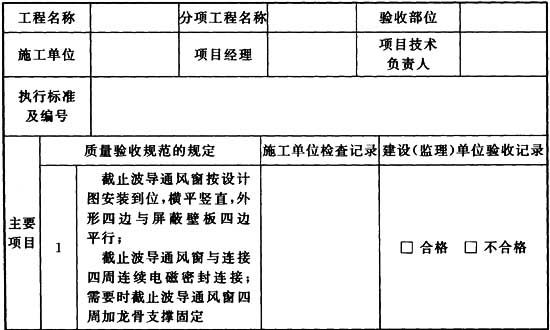 工程名称 分项工程名称 验收部位
施工单位 项目经理 项目技术
负责人
执行标准
及编号
质量验收规范的规定 施工单位检查记录 建设(监理)单位验收记录
主要
项目
1
截止波导通风窗按设计
图安装到位,横平竖直,外
形四边与屏蔽壁板四边
平行;
截止波导通风窗与连接
四周连续电磁密封连接;
需要时截止波导通风窗四
周加龙骨支撑固定
□ 合格 □ 不合格